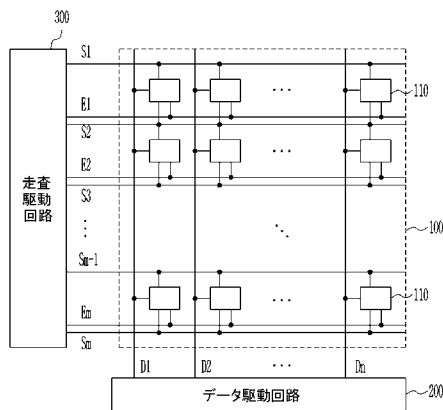 300
S1
110
E1
S2
E2
S3
走査
駆動
回路
100
Sm-1
110
Em
Sm
D1 D2 ... Dn
データ駆動回路
200